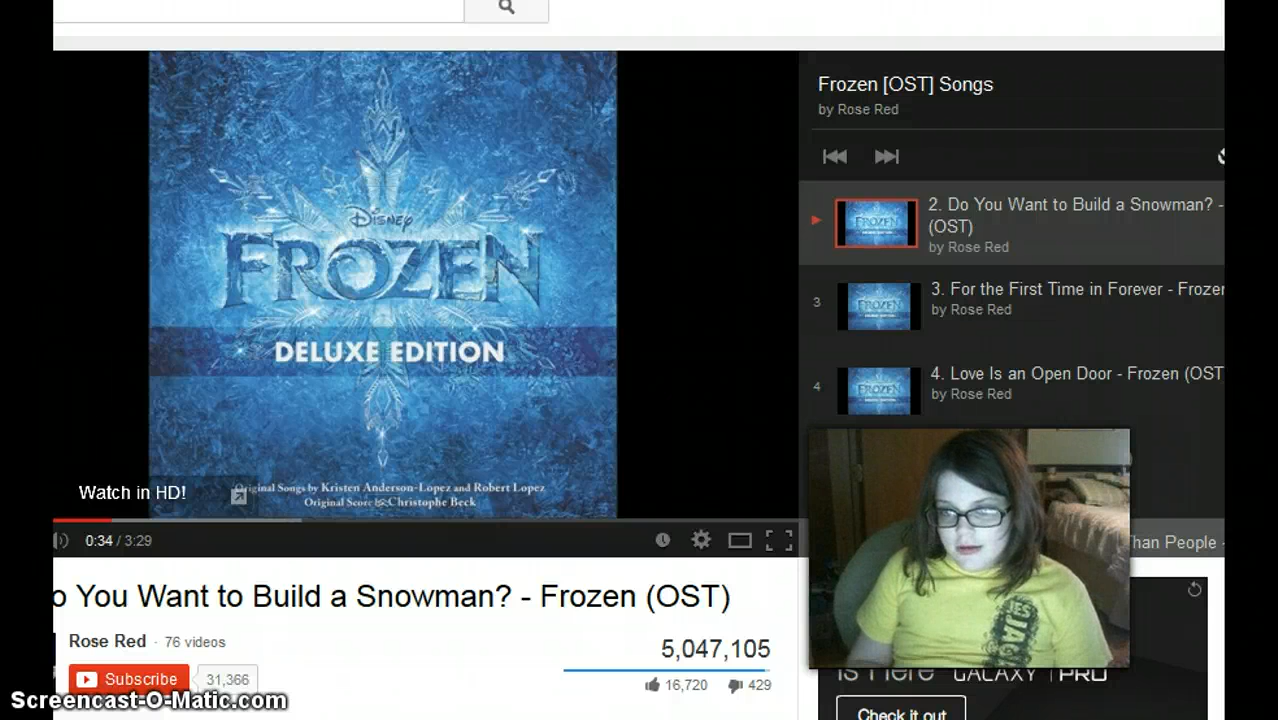 Disney
FROZEN
DELUXE EDITION
Original Songs by Kristen Anderson-Lopez and Robert Lopez
Original Score by Christophe Beck
Watch in HD!
0:34 / 3:29
o You Want to Build a Snowman? - Frozen (OST)
Rose Red · 76 videos
Subscribe 31,366
5,047,105
16,720 429
Frozen [OST] Songs
by Rose Red
2. Do You Want to Build a Snowman? -
(OST)
by Rose Red
3 3. For the First Time in Forever - Frozen
by Rose Red
4 4. Love Is an Open Door - Frozen (OST
by Rose Red
Than People -
is Here GALAXY PRO
Check it out
Screencast-O-Matic.com